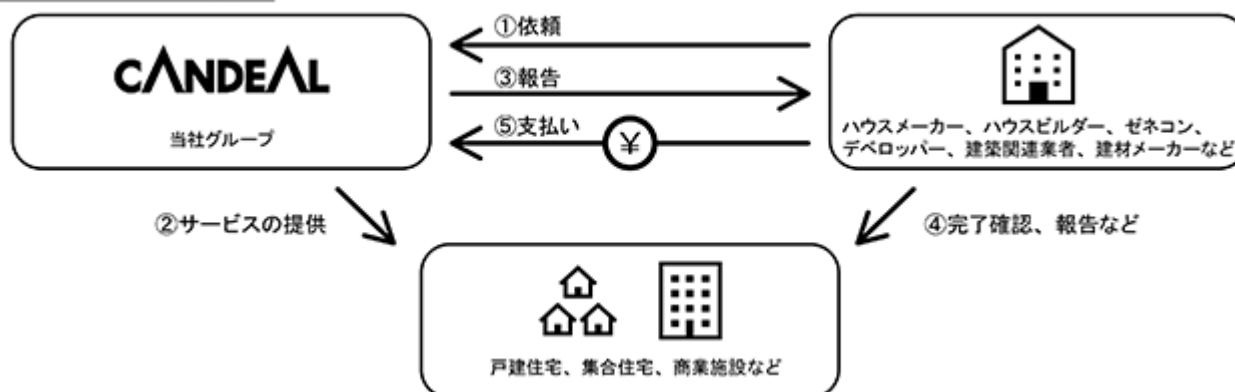 ①依頼
CANDEAL
③報告
当社グループ
⑤支払い
¥
ハウスメーカー、ハウスビルダー、ゼネコン、
デベロッパー、建築関連業者、建材メーカーなど
②サービスの提供
④完了確認、報告など
戸建住宅、集合住宅、商業施設など